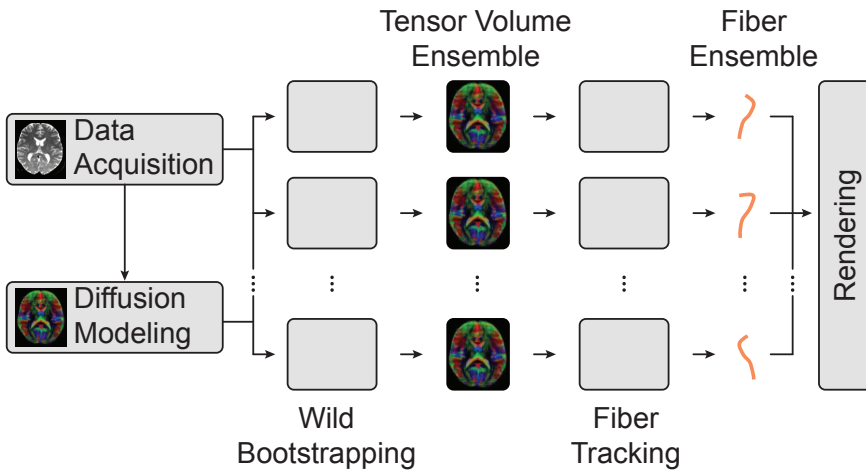 Tensor Volume
Ensemble
Fiber
Ensemble
Data
Acquisition
Diffusion
Modeling
Rendering
Wild
Bootstrapping
Fiber
Tracking